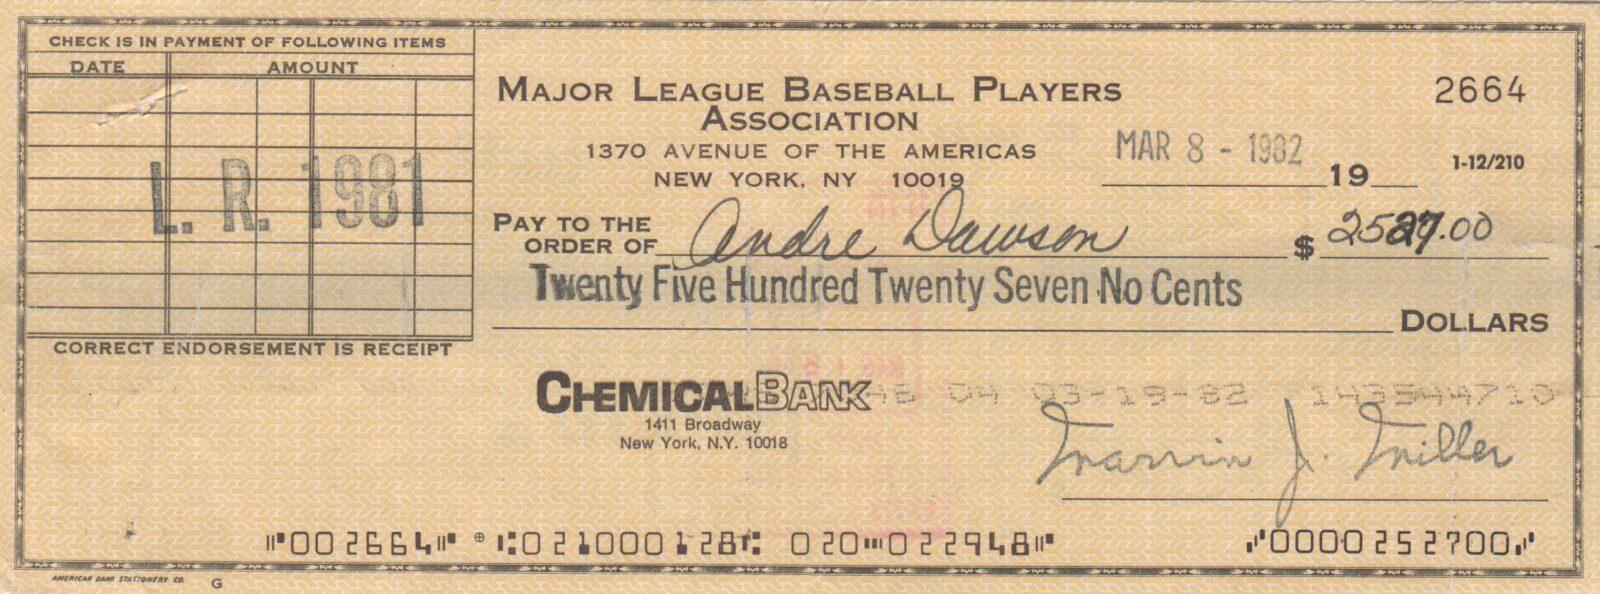 CHECK IS IN PAYMENT OF FOLLOWING ITEMS
DATE AMOUNT
L. R. 1981
CORRECT ENDORSEMENT IS RECEIPT
MAJOR LEAGUE BASEBALL PLAYERS
ASSOCIATION
1370 AVENUE OF THE AMERICAS
NEW YORK, NY 10019
2664
MAR 8 - 1982 19
1-12/210
PAY TO THE
ORDER OF Andre Dawson $ 2527.00
Twenty Five Hundred Twenty Seven No Cents
DOLLARS
CHEMICAL BANK
1411 Broadway
New York, N.Y. 10018
04 03-19-82
Marvin J. Miller
⑈002664⑈ ⑆021000128⑆ 020⑉022948⑈ ⑇0000252700⑇
AMERICAN BANK STATIONERY CO. G